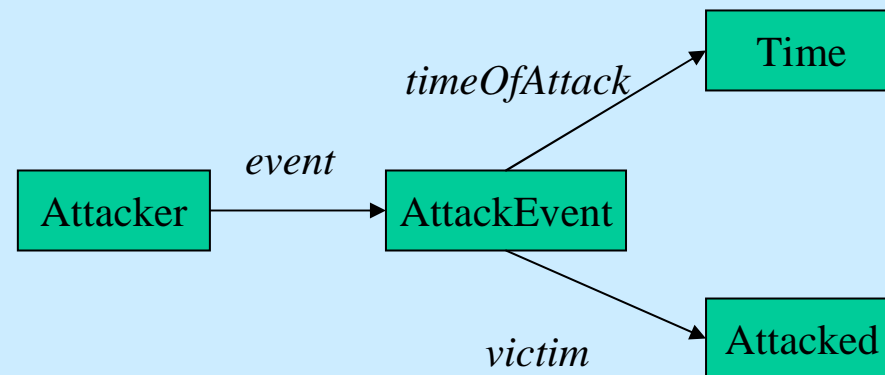 Time
timeOfAttack
event
Attacker
AttackEvent
Attacked
victim